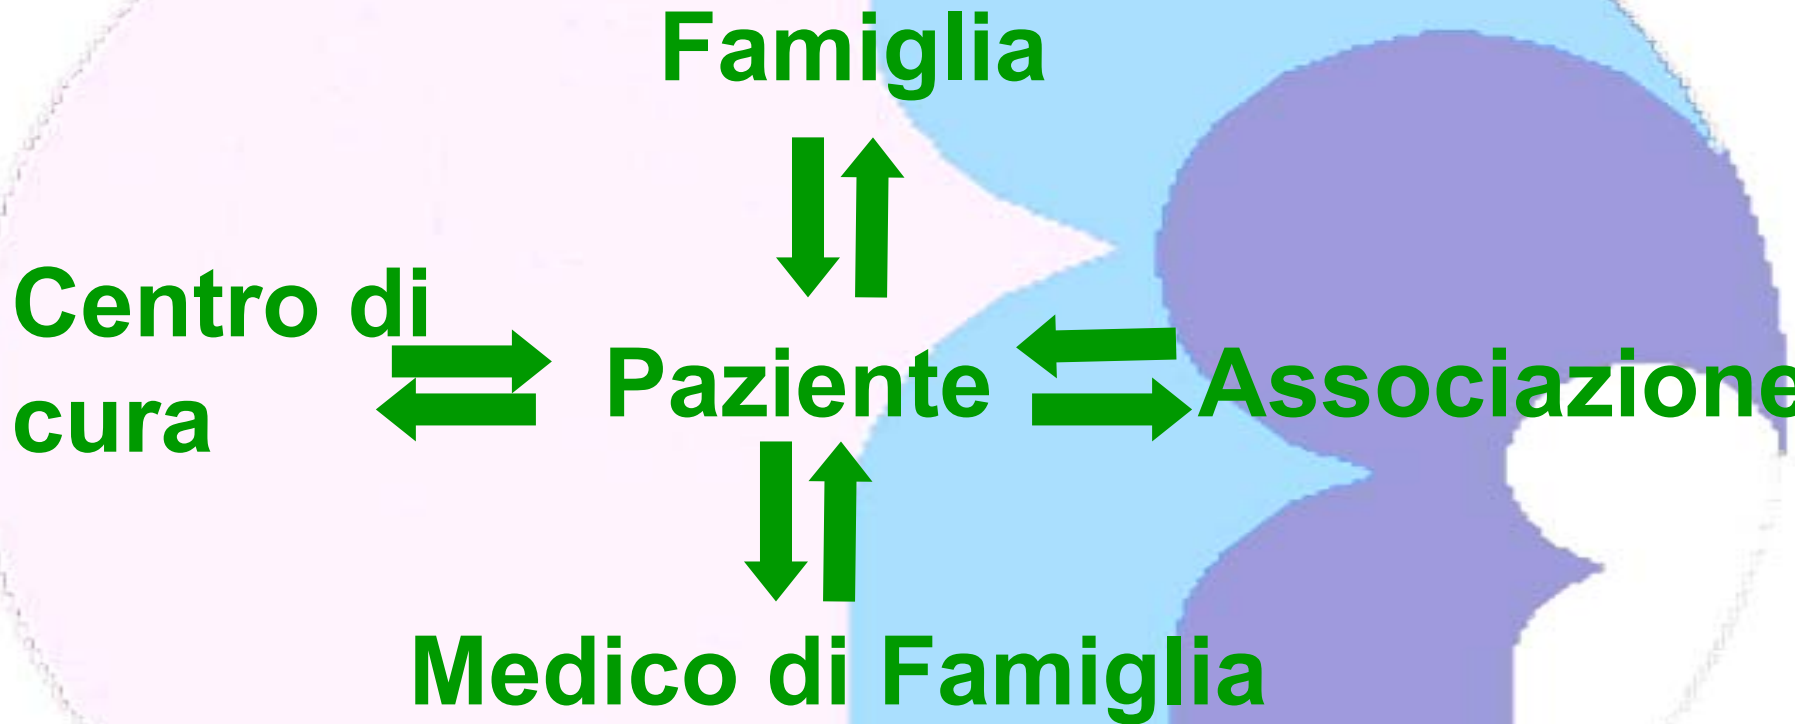 Famiglia
Centro di
cura
Paziente
Associazione
Medico di Famiglia